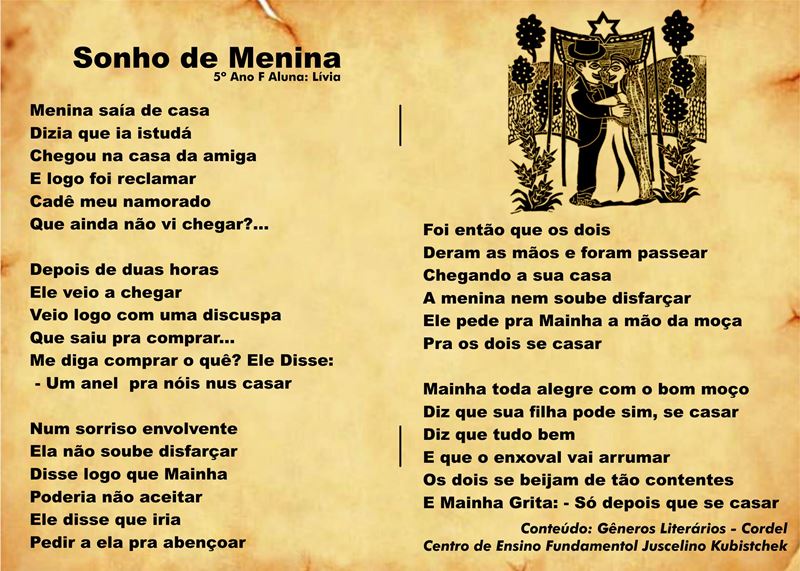 Sonho de Menina
5º Ano F Aluna: Lívia
Menina saía de casa
Dizia que ia istudá
Chegou na casa da amiga
E logo foi reclamar
Cadê meu namorado
Que ainda não vi chegar?...
Depois de duas horas
Ele veio a chegar
Veio logo com uma discuspa
Que saiu pra comprar...
Me diga comprar o quê? Ele Disse:
- Um anel pra nóis nus casar
Num sorriso envolvente
Ela não soube disfarçar
Disse logo que Mainha
Poderia não aceitar
Ele disse que iria
Pedir a ela pra abençoar
Foi então que os dois
Deram as mãos e foram passear
Chegando a sua casa
A menina nem soube disfarçar
Ele pede pra Mainha a mão da moça
Pra os dois se casar
Mainha toda alegre com o bom moço
Diz que sua filha pode sim, se casar
Diz que tudo bem
E que o enxoval vai arrumar
Os dois se beijam de tão contentes
E Mainha Grita: - Só depois que se casar
Conteúdo: Gêneros Literários - Cordel
Centro de Ensino Fundamentol Juscelino Kubistchek